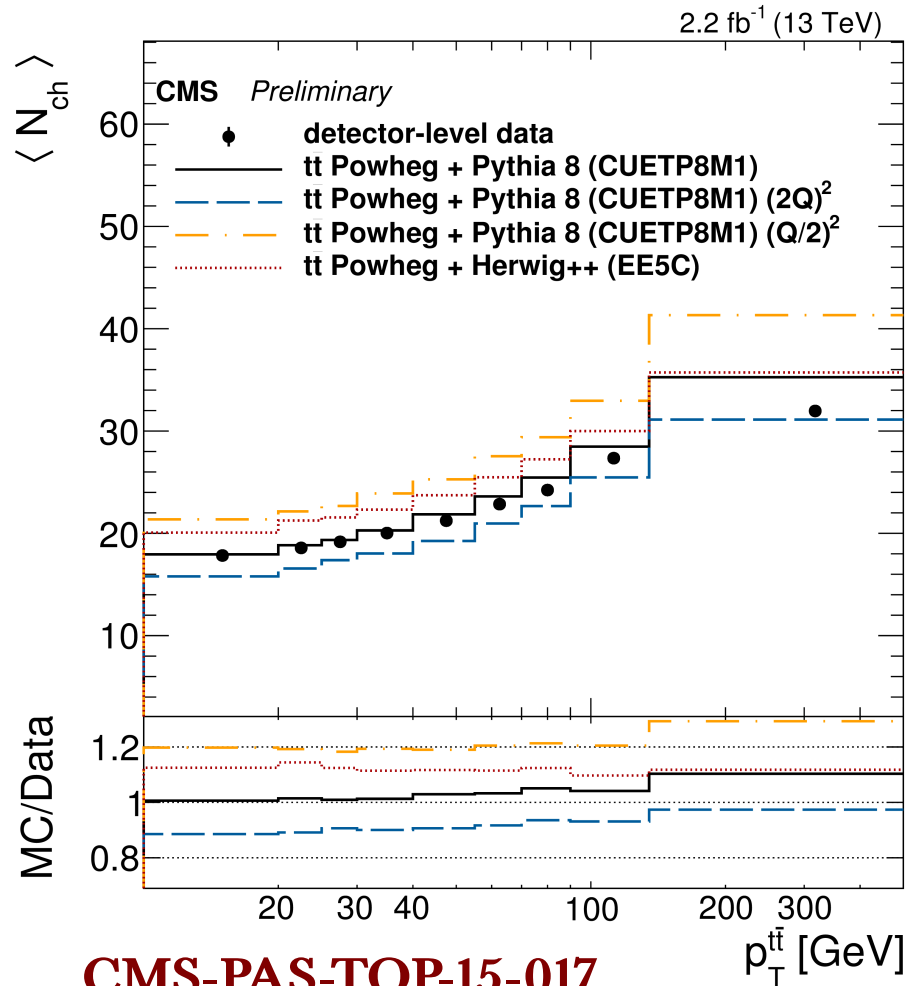 2.2 fb⁻¹ (13 TeV)
⟨ N_ch ⟩
CMS Preliminary
detector-level data
tt̄ Powheg + Pythia 8 (CUETP8M1)
tt̄ Powheg + Pythia 8 (CUETP8M1) (2Q)²
tt̄ Powheg + Pythia 8 (CUETP8M1) (Q/2)²
tt̄ Powheg + Herwig++ (EE5C)
60
50
40
30
20
10
MC/Data
1.2
1
0.8
20 30 40 100 200 300
p_T^tt̄ [GeV]
CMS-PAS-TOP-15-017